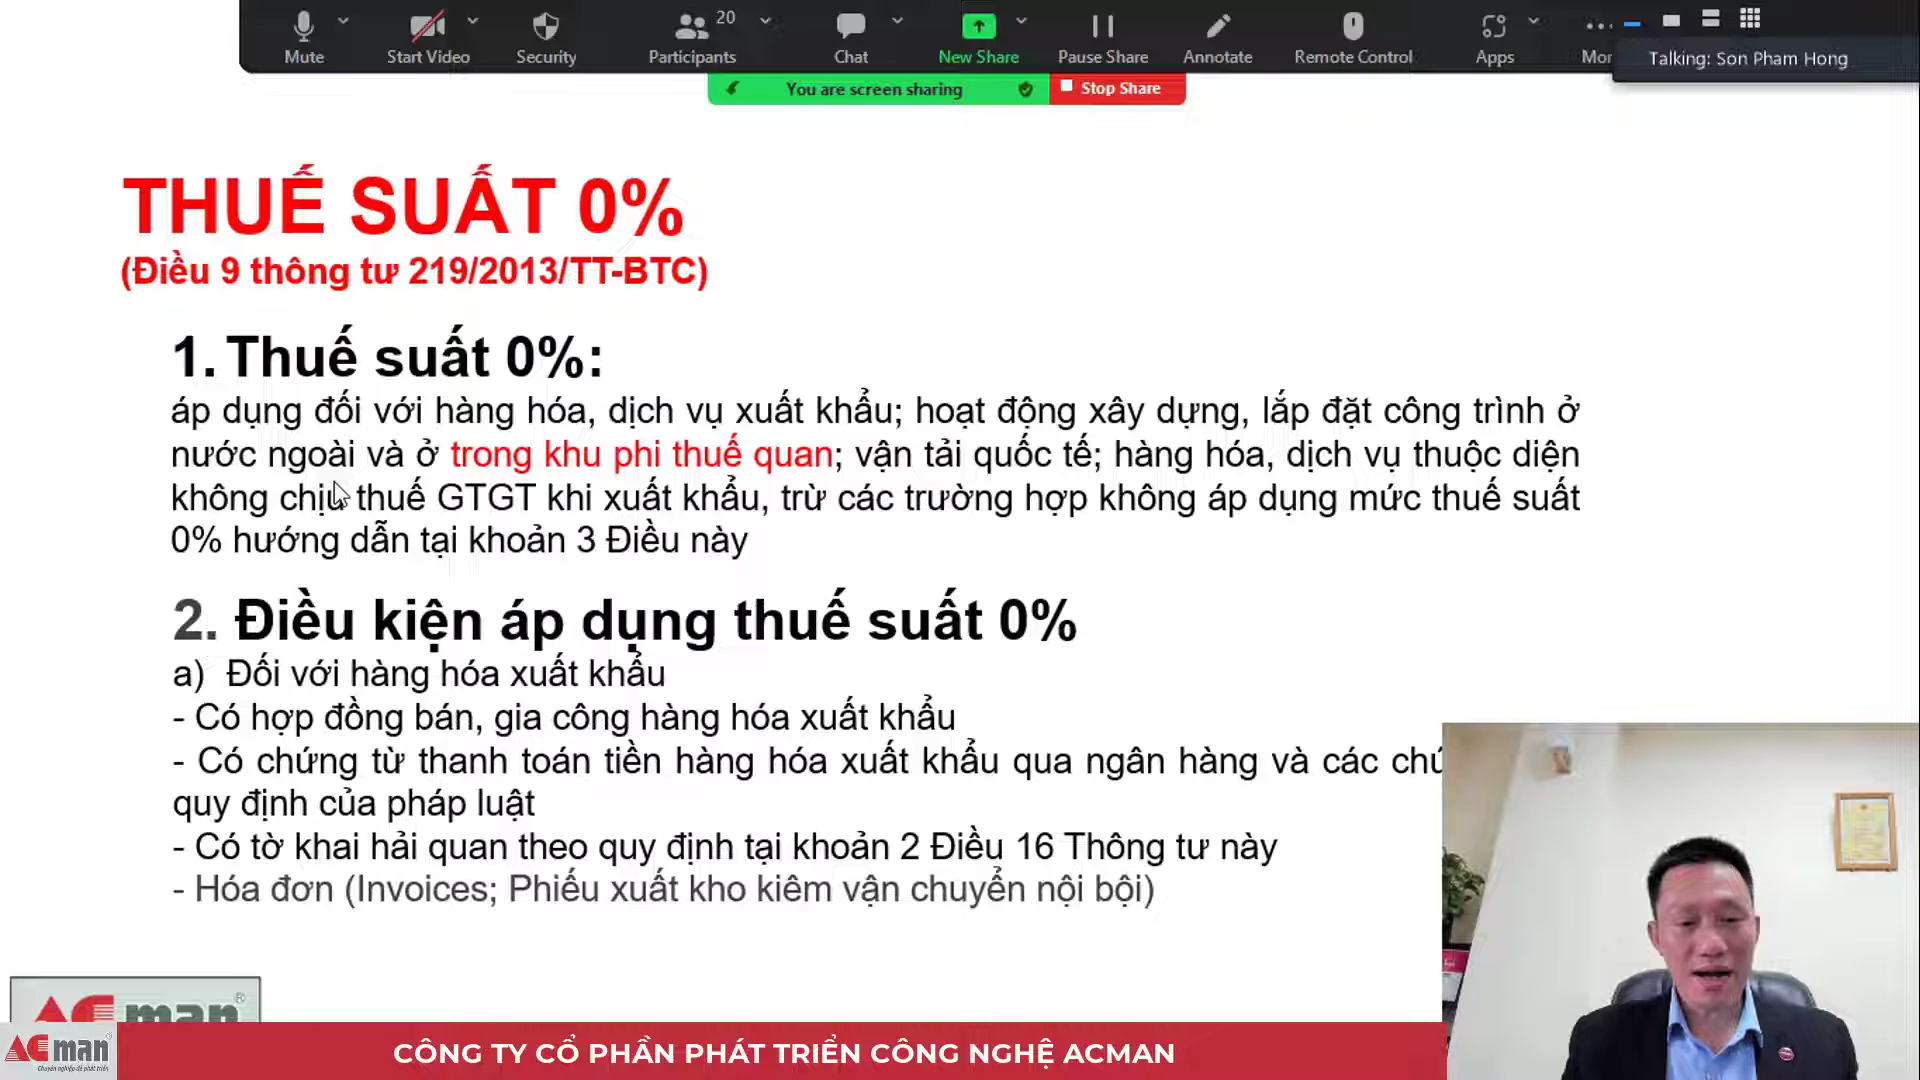 20
Mute
Start Video
Security
Participants
Chat
New Share
Pause Share
Annotate
Remote Control
Apps
Talking: Son Pham Hong
You are screen sharing
Stop Share
THUẾ SUẤT 0%
(Điều 9 thông tư 219/2013/TT-BTC)
1. Thuế suất 0%:
áp dụng đối với hàng hóa, dịch vụ xuất khẩu; hoạt động xây dựng, lắp đặt công trình ở
nước ngoài và ở trong khu phi thuế quan; vận tải quốc tế; hàng hóa, dịch vụ thuộc diện
không chịu thuế GTGT khi xuất khẩu, trừ các trường hợp không áp dụng mức thuế suất
0% hướng dẫn tại khoản 3 Điều này
2. Điều kiện áp dụng thuế suất 0%
a) Đối với hàng hóa xuất khẩu
- Có hợp đồng bán, gia công hàng hóa xuất khẩu
- Có chứng từ thanh toán tiền hàng hóa xuất khẩu qua ngân hàng và các
quy định của pháp luật
- Có tờ khai hải quan theo quy định tại khoản 2 Điều 16 Thông tư này
- Hóa đơn (Invoices; Phiếu xuất kho kiêm vận chuyển nội bội)
ACman
ACman
Chuyên nghiệp để phát triển
CÔNG TY CỔ PHẦN PHÁT TRIỂN CÔNG NGHỆ ACMAN